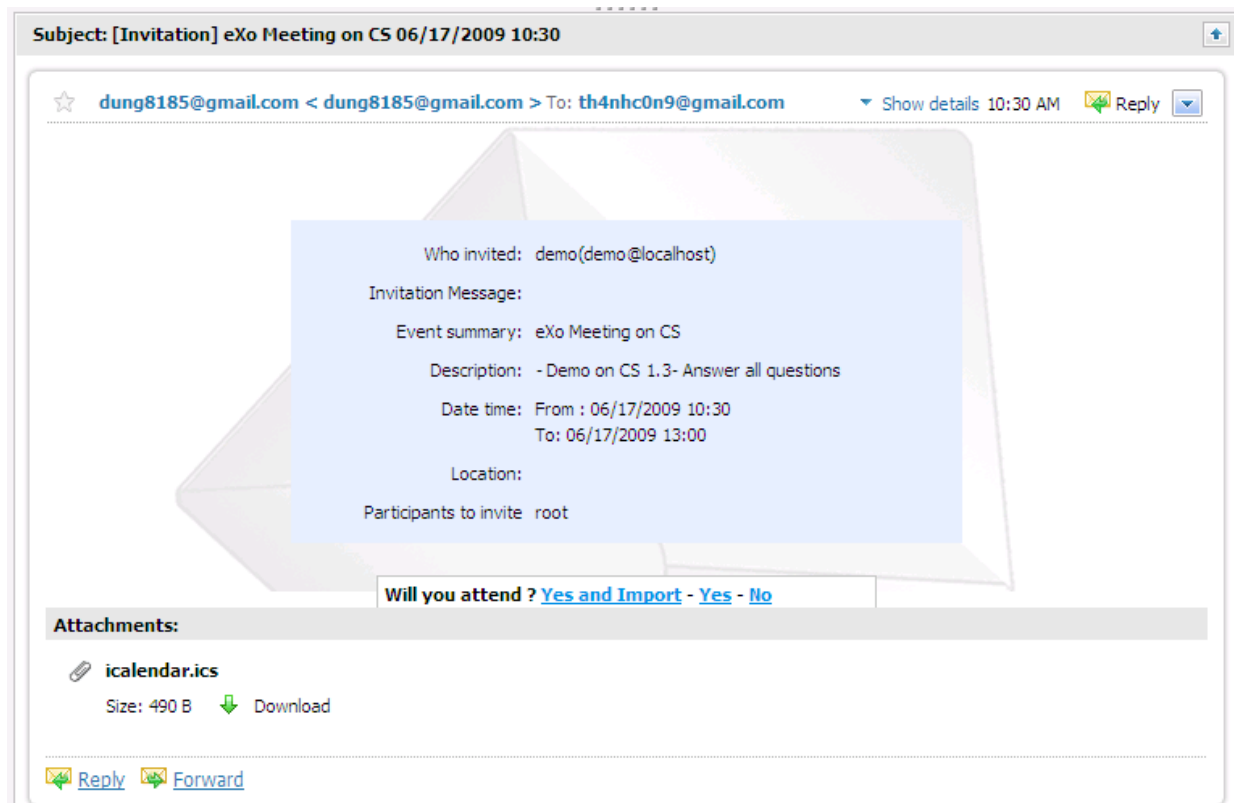 Subject: [Invitation] eXo Meeting on CS 06/17/2009 10:30
dung8185@gmail.com < dung8185@gmail.com > To: th4nhc0n9@gmail.com Show details 10:30 AM Reply
Who invited: demo(demo@localhost)
Invitation Message:
Event summary: eXo Meeting on CS
Description: - Demo on CS 1.3- Answer all questions
Date time: From : 06/17/2009 10:30
To: 06/17/2009 13:00
Location:
Participants to invite root
Will you attend ? Yes and Import - Yes - No
Attachments:
icalendar.ics
Size: 490 B Download
Reply Forward